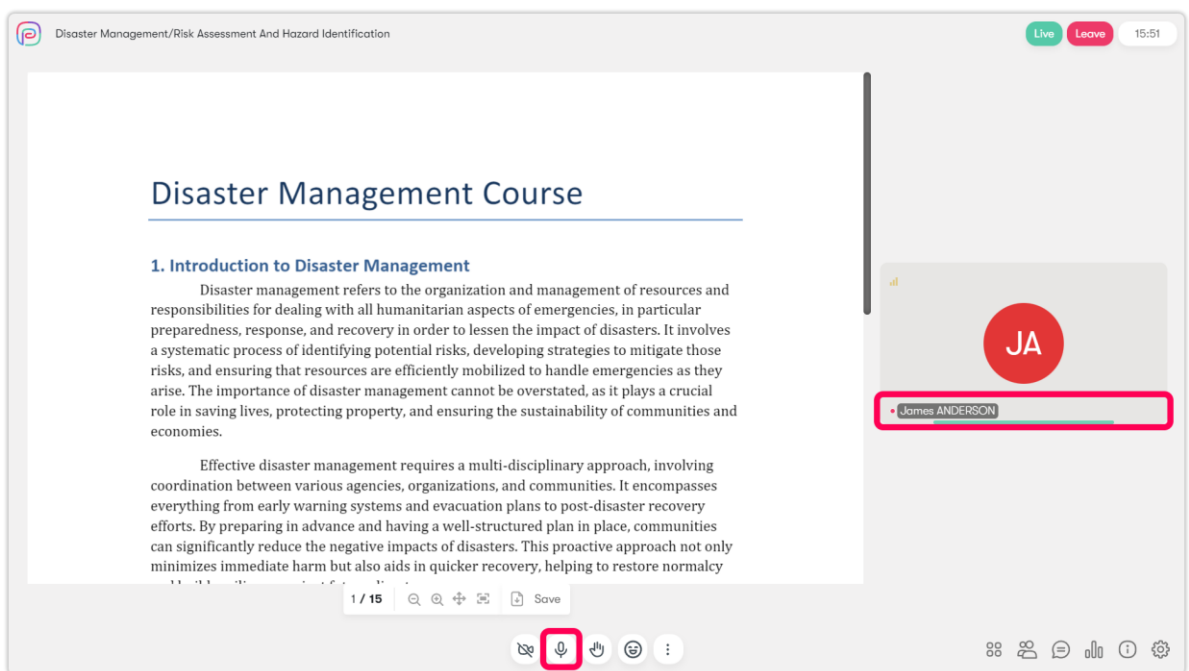 Disaster Management/Risk Assessment And Hazard Identification
Live
Leave
15:51
Disaster Management Course
1. Introduction to Disaster Management
Disaster management refers to the organization and management of resources and
responsibilities for dealing with all humanitarian aspects of emergencies, in particular
preparedness, response, and recovery in order to lessen the impact of disasters. It involves
a systematic process of identifying potential risks, developing strategies to mitigate those
risks, and ensuring that resources are efficiently mobilized to handle emergencies as they
arise. The importance of disaster management cannot be overstated, as it plays a crucial
role in saving lives, protecting property, and ensuring the sustainability of communities and
economies.
Effective disaster management requires a multi-disciplinary approach, involving
coordination between various agencies, organizations, and communities. It encompasses
everything from early warning systems and evacuation plans to post-disaster recovery
efforts. By preparing in advance and having a well-structured plan in place, communities
can significantly reduce the negative impacts of disasters. This proactive approach not only
minimizes immediate harm but also aids in quicker recovery, helping to restore normalcy
JA
James ANDERSON
1 / 15
Save